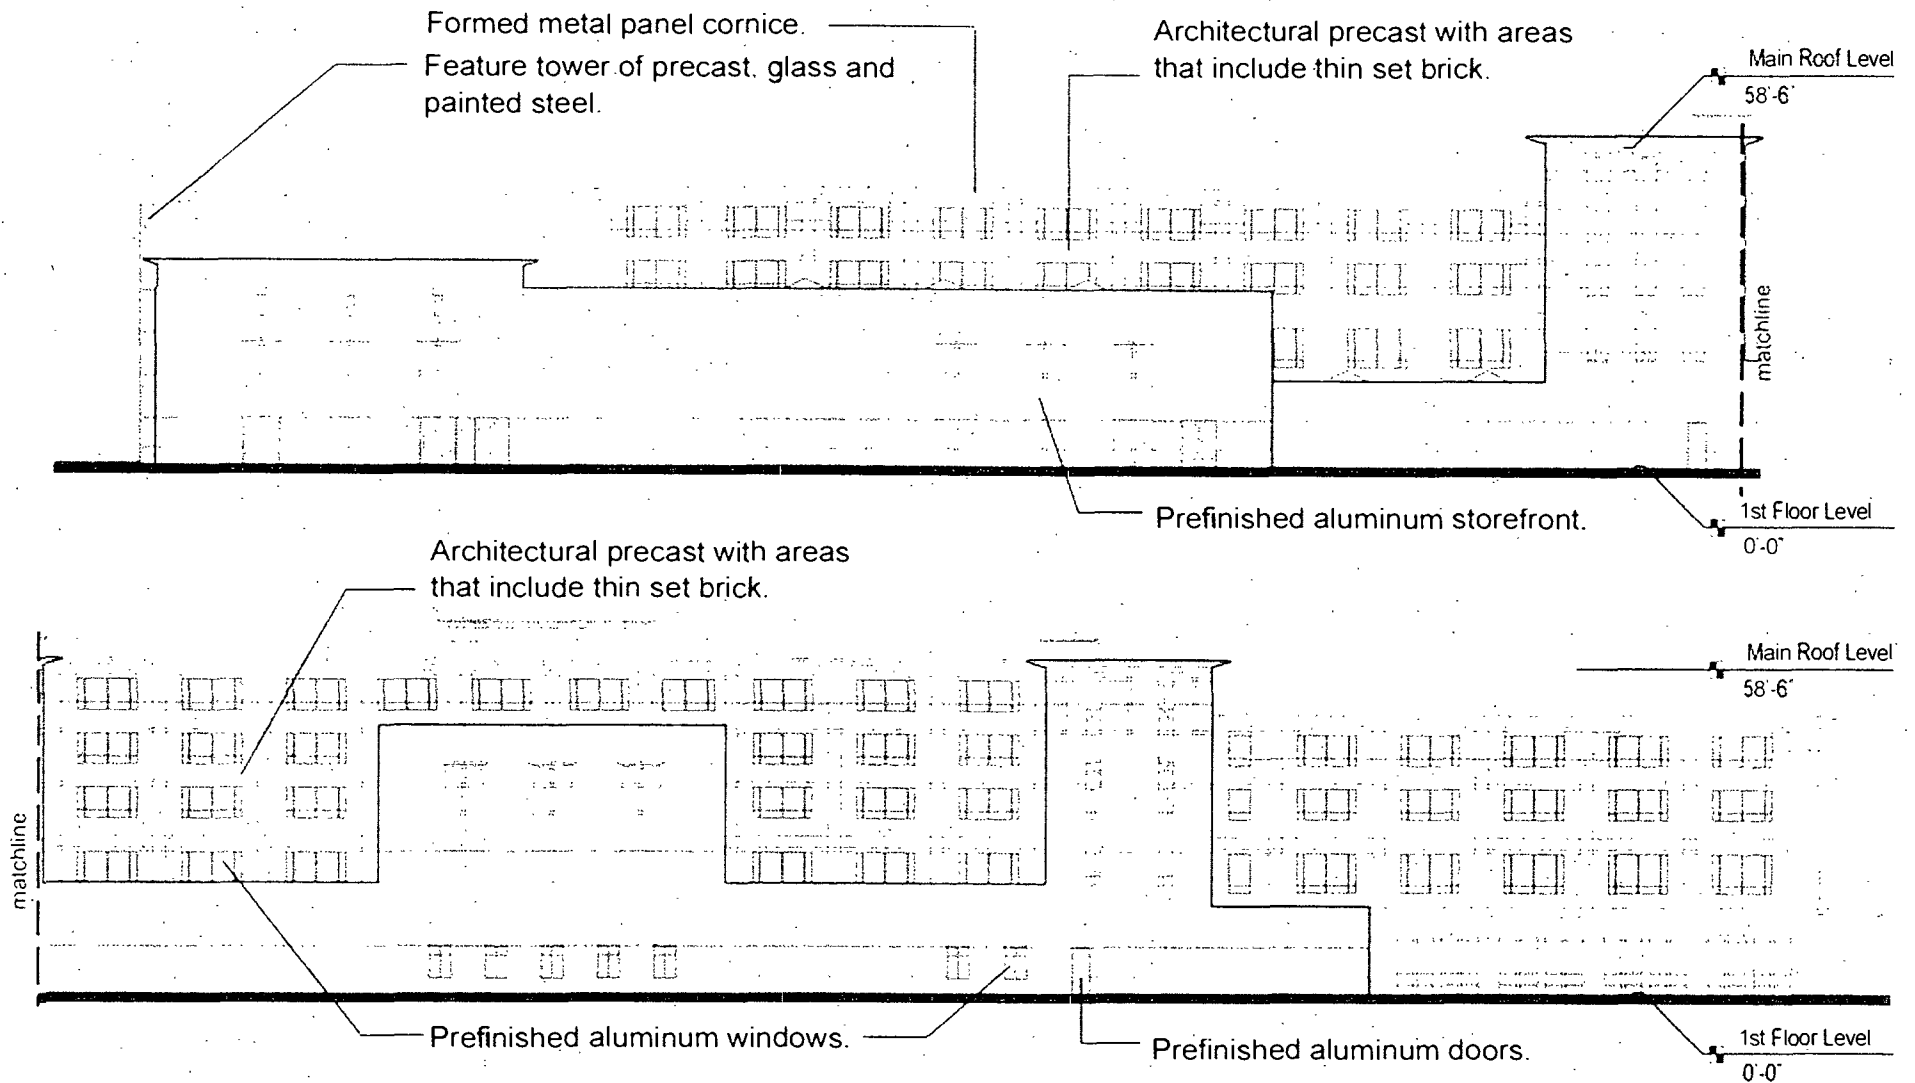 Formed metal panel cornice.
Feature tower of precast, glass and
painted steel.
Architectural precast with areas
that include thin set brick.
Main Roof Level
58'-6"
matchline
Prefinished aluminum storefront.
1st Floor Level
0'-0"
Architectural precast with areas
that include thin set brick.
Main Roof Level
58'-6"
matchline
Prefinished aluminum windows.
Prefinished aluminum doors.
1st Floor Level
0'-0"